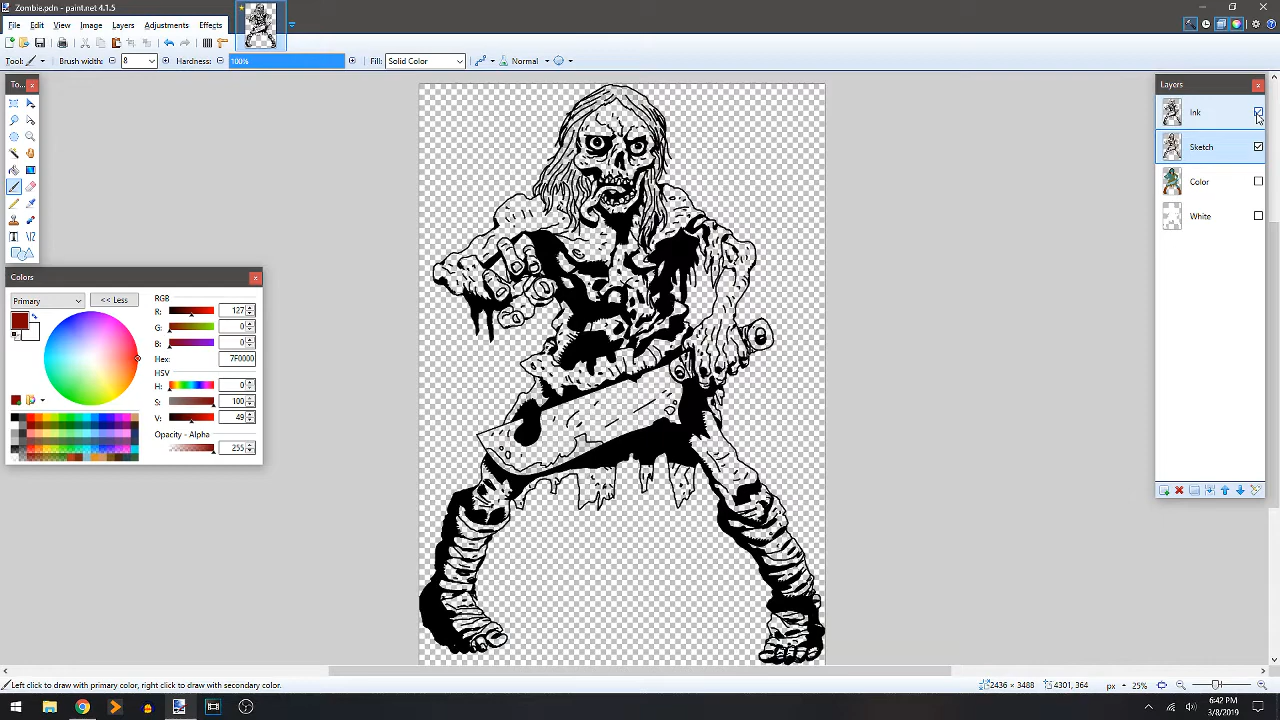 Zombie.pdn - paint.net 4.1.5
File Edit View Image Layers Adjustments Effects
Tool: Brush width: 8 Hardness: 100% Fill: Solid Color Normal
To...
Layers
Ink
Sketch
Color
White
Colors
Primary
<< Less
RGB
R: 127
G: 0
B: 0
Hex: 7F0000
HSV
H: 0
S: 100
V: 49
Opacity - Alpha
255
Left click to draw with primary color, right click to draw with secondary color.
2436 × 3488
4301, 364
px
25%
6:42 PM
3/8/2019